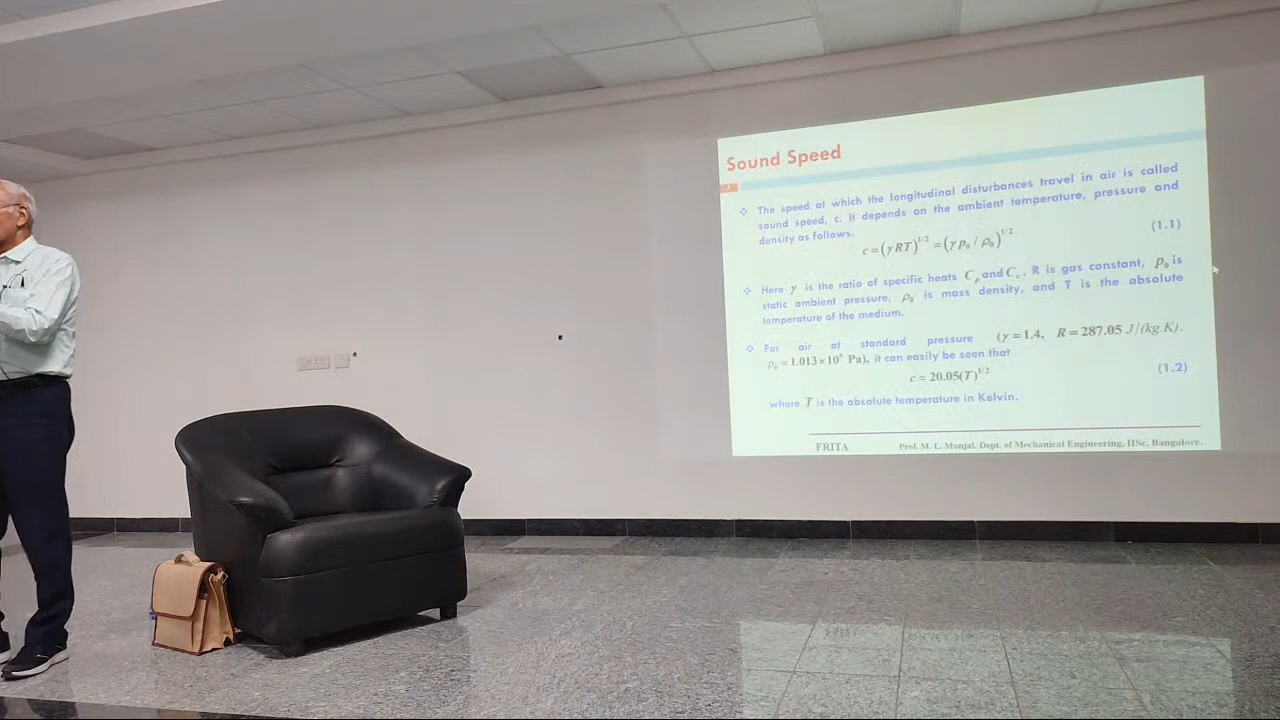 Sound Speed
❖ The speed at which the longitudinal disturbances travel in air is called
sound speed, c. It depends on the ambient temperature, pressure and
density as follows.
c = (γRT)^1/2 = (γ p₀ / ρ₀)^1/2 (1.1)
❖ Here γ is the ratio of specific heats Cₚ and Cᵥ, R is gas constant, p₀ is
static ambient pressure, ρ₀ is mass density, and T is the absolute
temperature of the medium.
❖ For air at standard pressure (γ = 1.4, R = 287.05 J/(kg.K).
p₀ = 1.013×10⁵ Pa), it can easily be seen that
c = 20.05(T)^1/2 (1.2)
where T is the absolute temperature in Kelvin.
FRITA Prof. M. L. Munjal, Dept. of Mechanical Engineering, IISc, Bangalore.